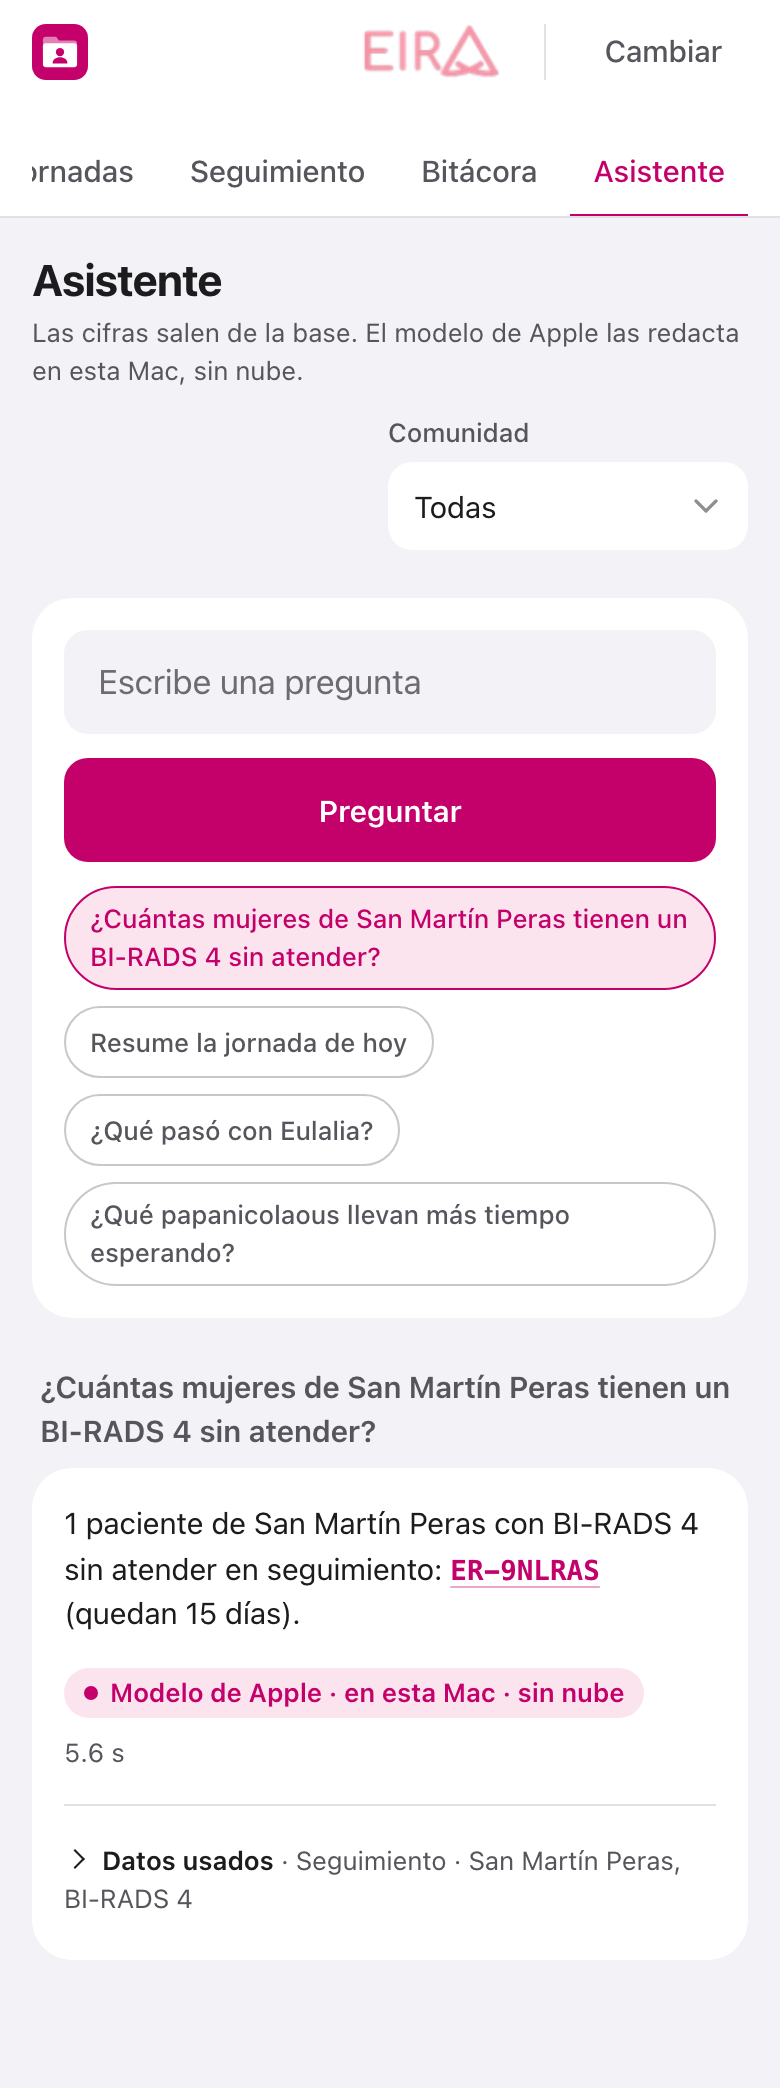 EIRA
Cambiar
ornadas
Seguimiento
Bitácora
Asistente
Asistente
Las cifras salen de la base. El modelo de Apple las redacta
en esta Mac, sin nube.
Comunidad
Todas
Escribe una pregunta
Preguntar
¿Cuántas mujeres de San Martín Peras tienen un
BI-RADS 4 sin atender?
Resume la jornada de hoy
¿Qué pasó con Eulalia?
¿Qué papanicolaous llevan más tiempo
esperando?
¿Cuántas mujeres de San Martín Peras tienen un
BI-RADS 4 sin atender?
1 paciente de San Martín Peras con BI-RADS 4
sin atender en seguimiento: ER-9NLRAS
(quedan 15 días).
Modelo de Apple · en esta Mac · sin nube
5.6 s
Datos usados · Seguimiento · San Martín Peras,
BI-RADS 4